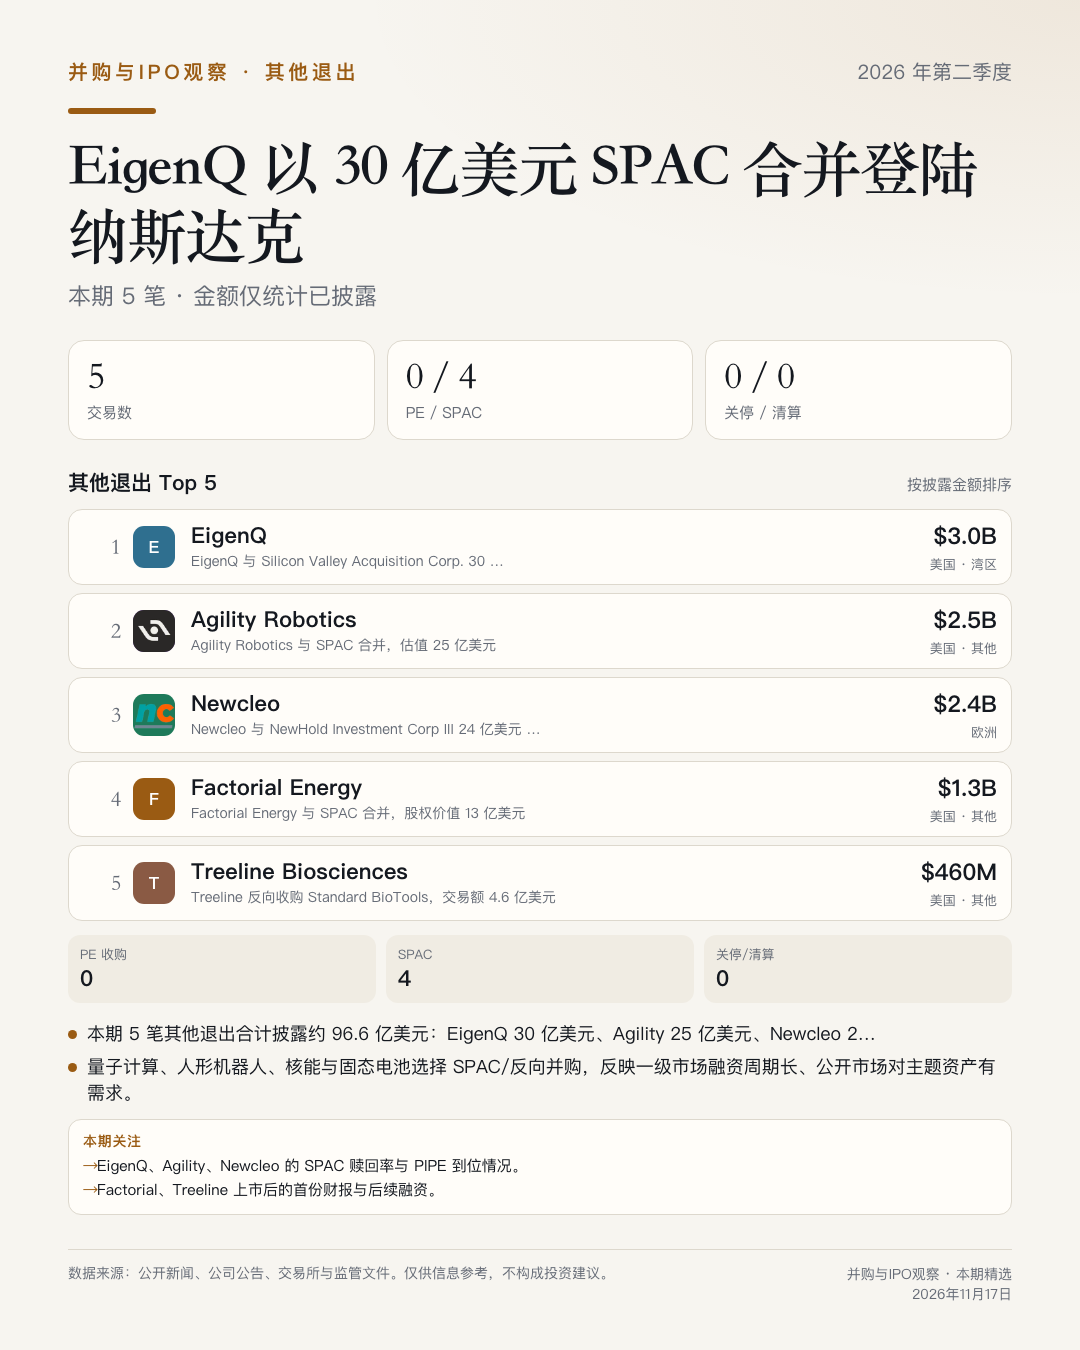 并购与IPO观察 · 其他退出
2026 年第二季度
EigenQ 以 30 亿美元 SPAC 合并登陆
纳斯达克
本期 5 笔 · 金额仅统计已披露
5
交易数
0 / 4
PE / SPAC
0 / 0
关停 / 清算
其他退出 Top 5
按披露金额排序
1
E
EigenQ
EigenQ 与 Silicon Valley Acquisition Corp. 30 …
$3.0B
美国 · 湾区
2
Agility Robotics
Agility Robotics 与 SPAC 合并，估值 25 亿美元
$2.5B
美国 · 其他
3
nc
Newcleo
Newcleo 与 NewHold Investment Corp III 24 亿美元 …
$2.4B
欧洲
4
F
Factorial Energy
Factorial Energy 与 SPAC 合并，股权价值 13 亿美元
$1.3B
美国 · 其他
5
T
Treeline Biosciences
Treeline 反向收购 Standard BioTools，交易额 4.6 亿美元
$460M
美国 · 其他
PE 收购
0
SPAC
4
关停/清算
0
本期 5 笔其他退出合计披露约 96.6 亿美元：EigenQ 30 亿美元、Agility 25 亿美元、Newcleo 2…
量子计算、人形机器人、核能与固态电池选择 SPAC/反向并购，反映一级市场融资周期长、公开市场对主题资产有
需求。
本期关注
→EigenQ、Agility、Newcleo 的 SPAC 赎回率与 PIPE 到位情况。
→Factorial、Treeline 上市后的首份财报与后续融资。
数据来源：公开新闻、公司公告、交易所与监管文件。仅供信息参考，不构成投资建议。
并购与IPO观察 · 本期精选
2026年11月17日